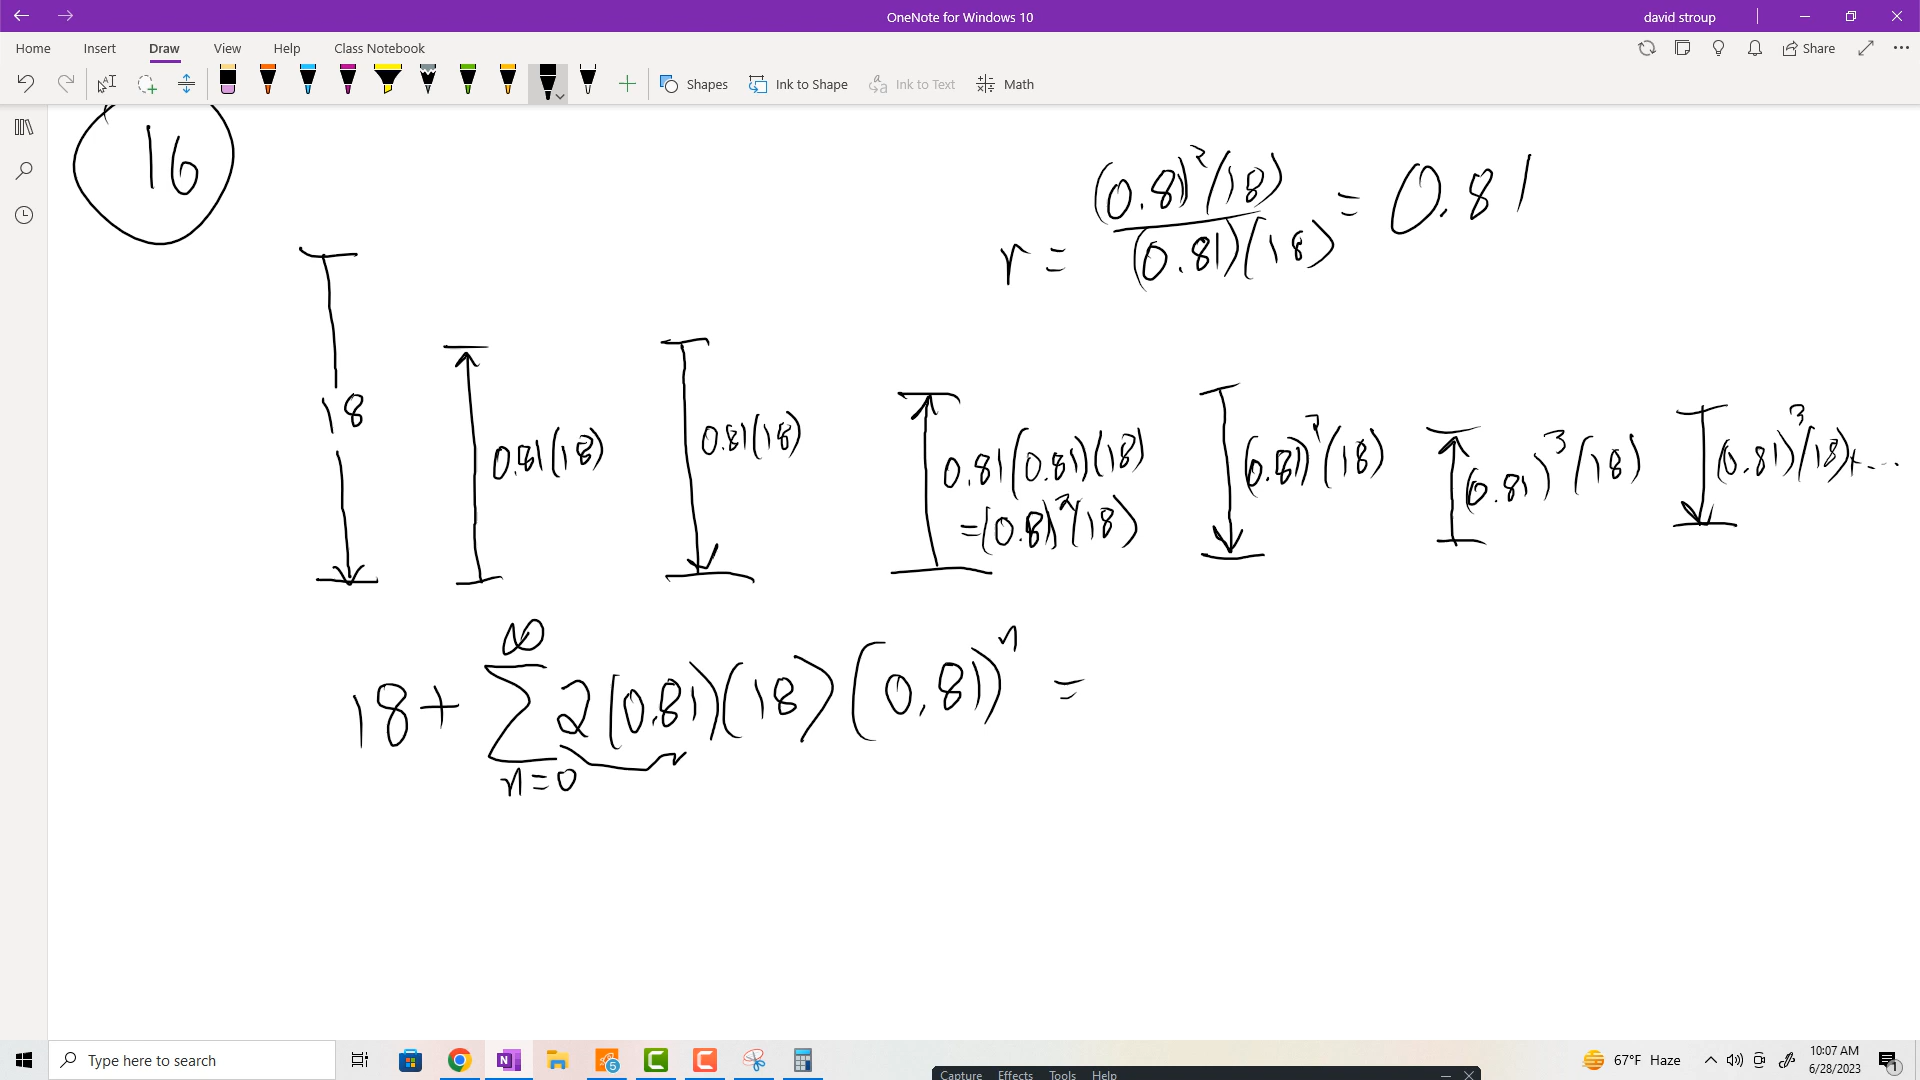 OneNote for Windows 10
david stroup
Home Insert Draw View Help Class Notebook
Share
Shapes Ink to Shape Ink to Text Math
16
r = (0.81)²(18) / (0.81)(18) = 0.81
18
0.81(18)
0.81(18)
0.81(0.81)(18)
=(0.81)²(18)
(0.81)²(18)
(0.81)³(18)
(0.81)³(18)+...
∞
18 + ∑ 2(0.81)(18)(0.81)ⁿ =
n=0
Type here to search
5
67°F Haze
10:07 AM
6/28/2023
1
Capture Effects Tools Help